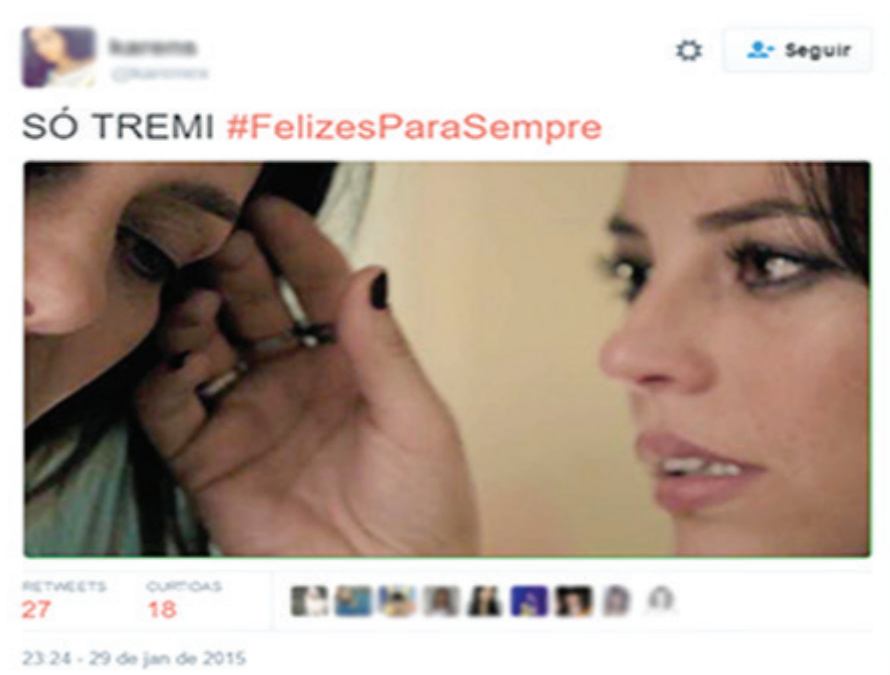 Seguir
SÓ TREMI #FelizesParaSempre
RETWEETS CURTIDAS
27 18
23:24 - 29 de jan de 2015